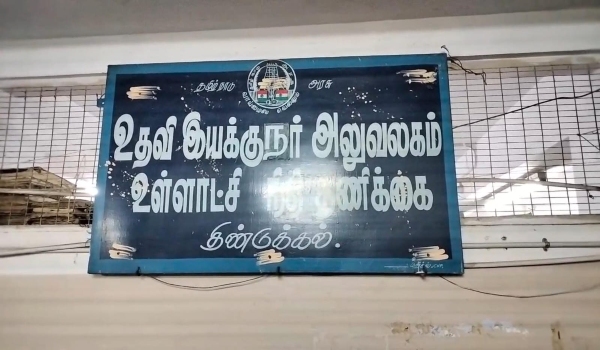 தமிழ்நாடு அரசு
உதவி இயக்குநர் அலுவலகம்
உள்ளாட்சி நிதி தணிக்கை
திண்டுக்கல்.